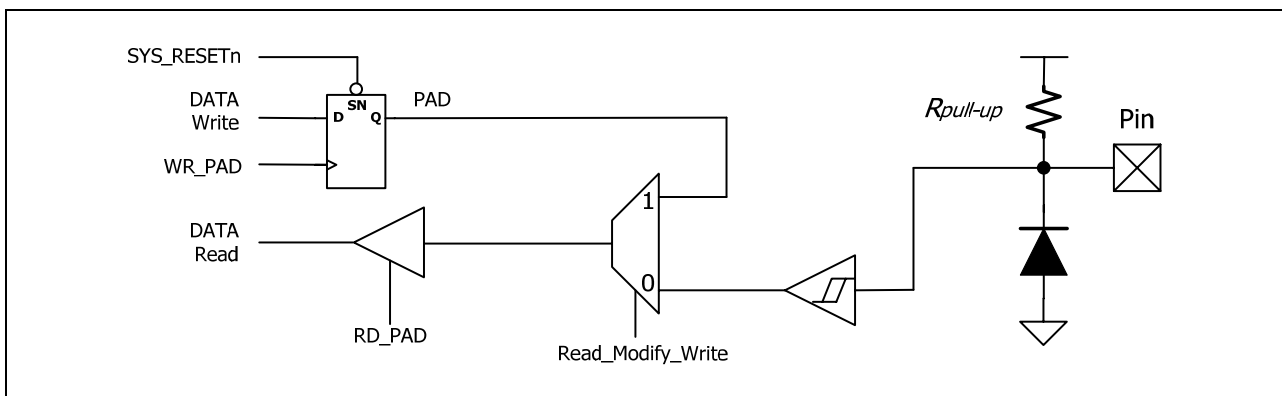 SYS_RESETn
DATA
Write
WR_PAD
SN
D
Q
PAD
DATA
Read
RD_PAD
1
0
Read_Modify_Write
Rpull-up
Pin